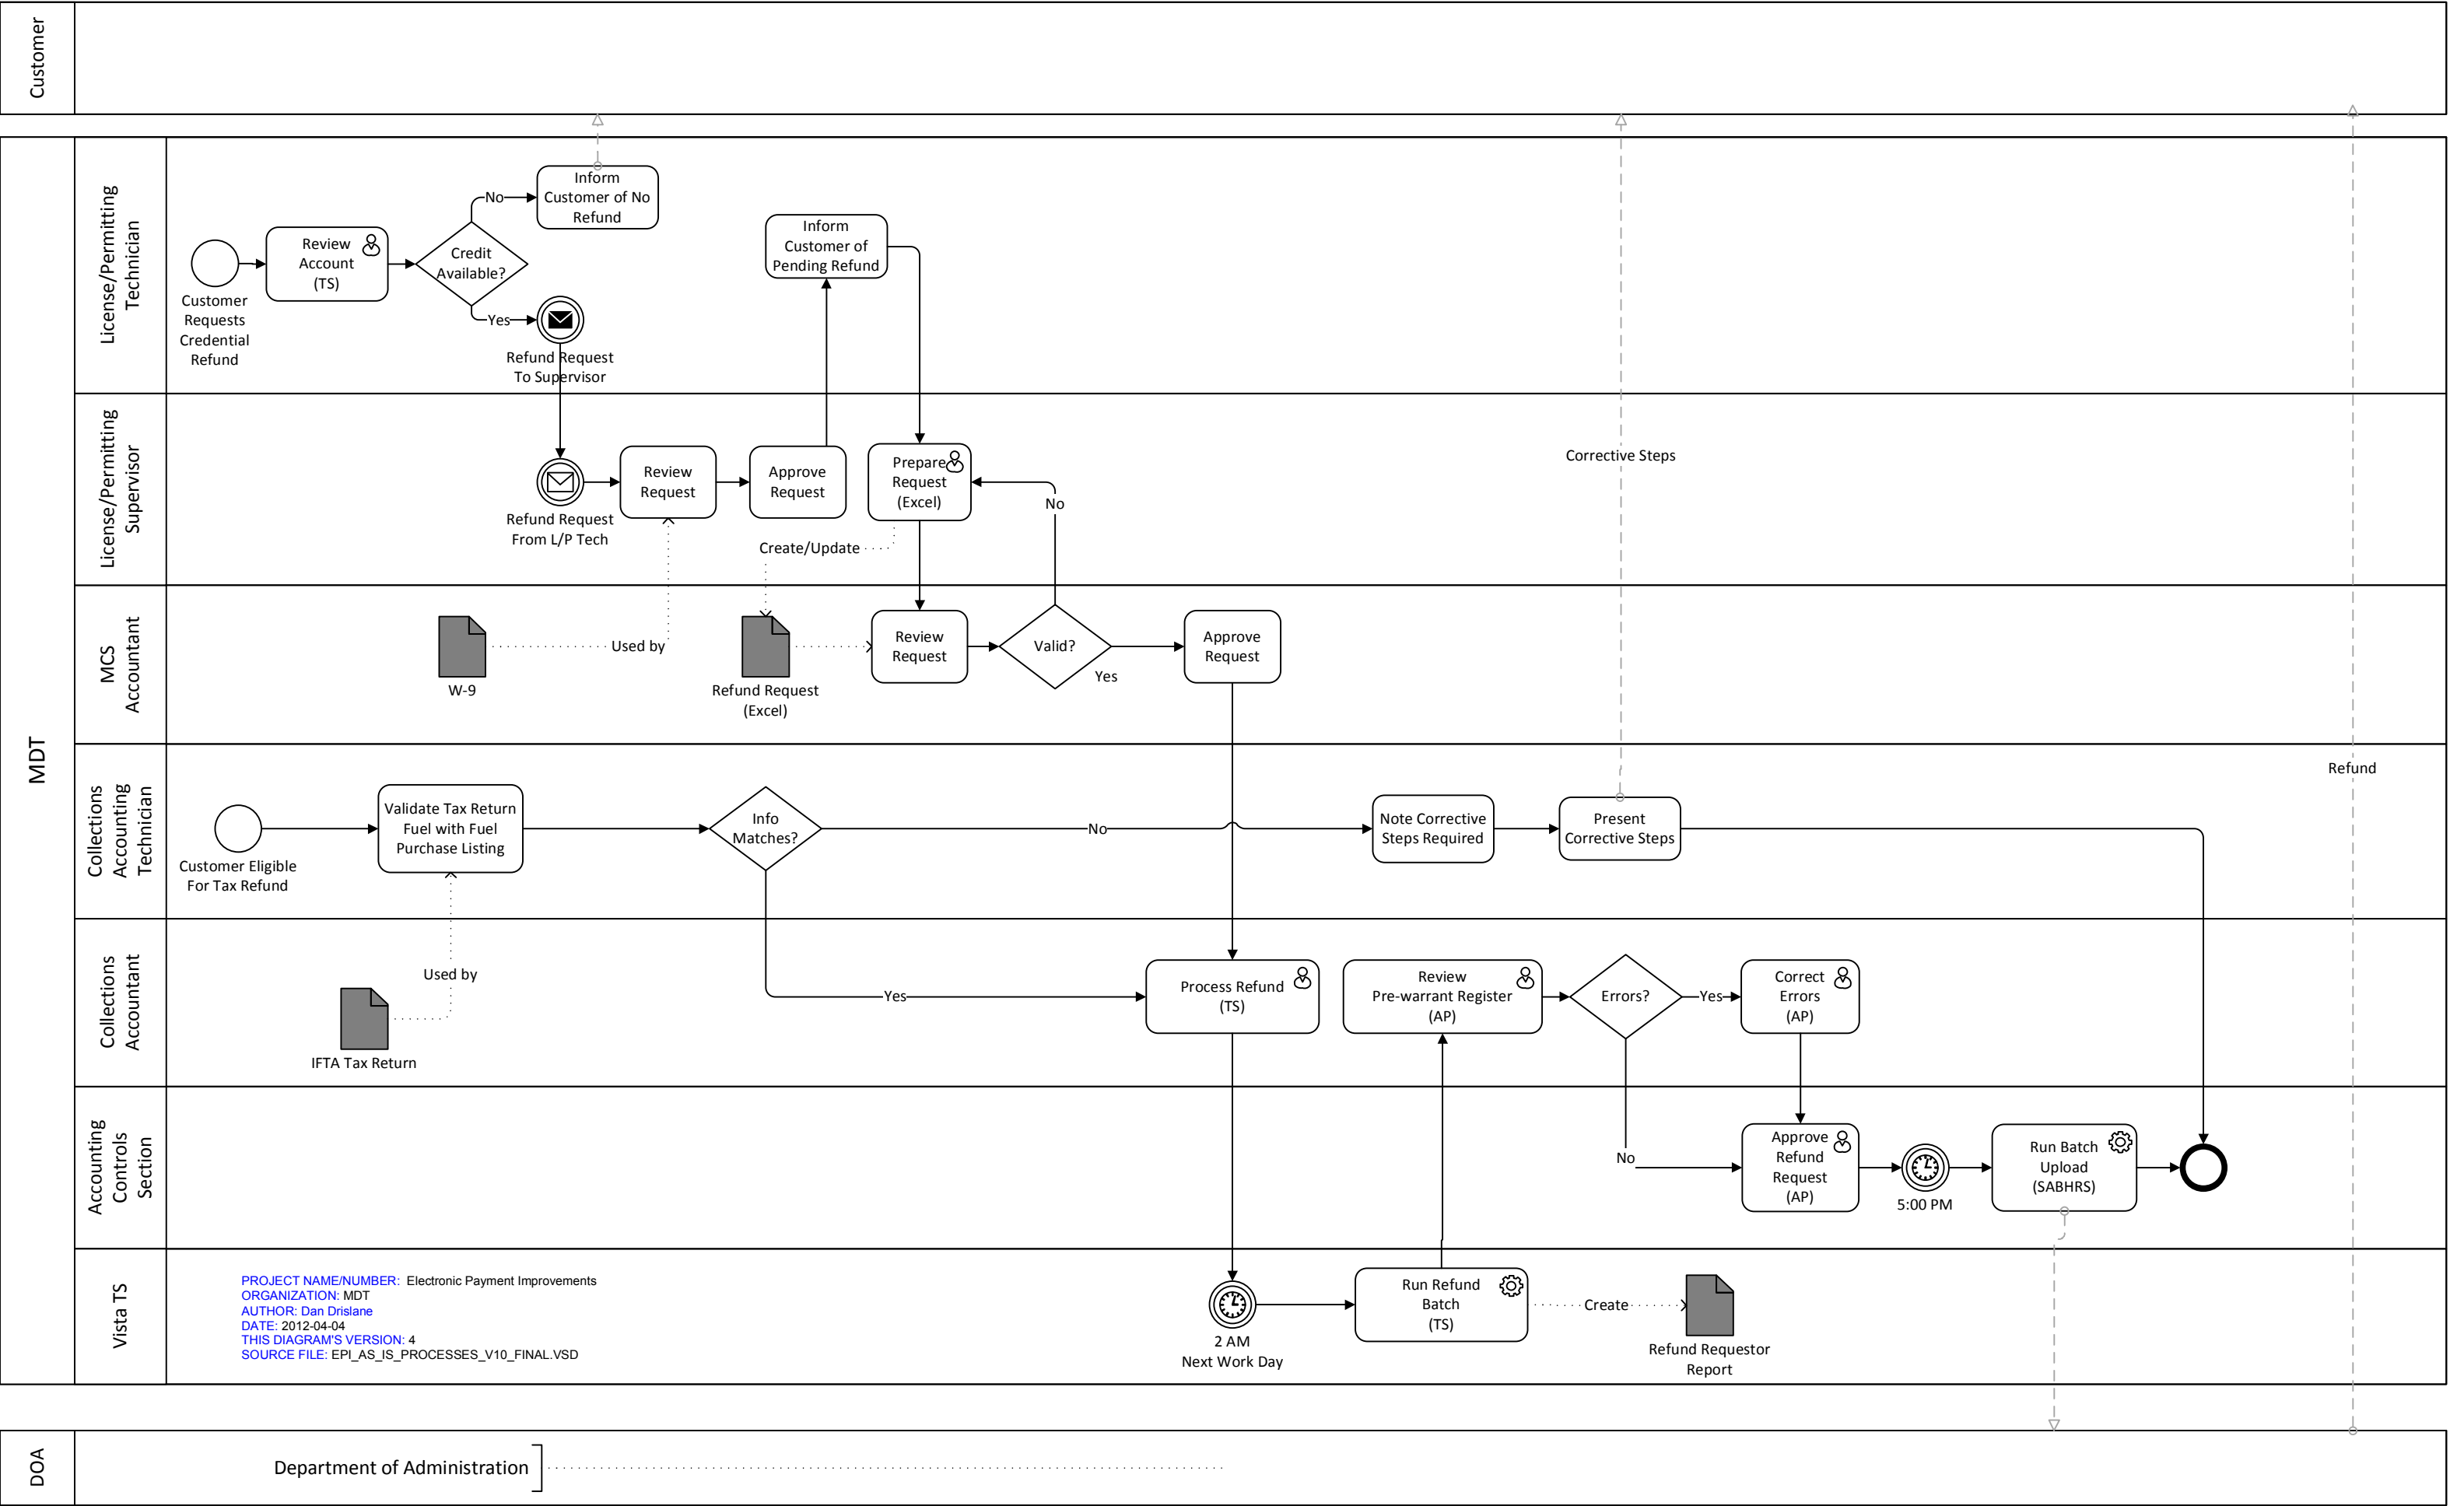 Customer
MDT
License/Permitting
Technician
Customer
Requests
Credential
Refund
Review
Account
(TS)
Credit
Available?
No
Yes
Inform
Customer of No
Refund
Refund Request
To Supervisor
Inform
Customer of
Pending Refund
License/Permitting
Supervisor
Refund Request
From L/P Tech
Review
Request
Approve
Request
Prepare
Request
(Excel)
No
Create/Update
Corrective Steps
MCS
Accountant
W-9
Used by
Refund Request
(Excel)
Review
Request
Valid?
Yes
Approve
Request
Collections
Accounting
Technician
Customer Eligible
For Tax Refund
Validate Tax Return
Fuel with Fuel
Purchase Listing
Info
Matches?
No
Note Corrective
Steps Required
Present
Corrective Steps
Refund
Collections
Accountant
IFTA Tax Return
Used by
Yes
Process Refund
(TS)
Review
Pre-warrant Register
(AP)
Errors?
Yes
Correct
Errors
(AP)
Accounting
Controls
Section
No
Approve
Refund
Request
(AP)
5:00 PM
Run Batch
Upload
(SABHRS)
Vista TS
PROJECT NAME/NUMBER: Electronic Payment Improvements
ORGANIZATION: MDT
AUTHOR: Dan Drislane
DATE: 2012-04-04
THIS DIAGRAM'S VERSION: 4
SOURCE FILE: EPI_AS_IS_PROCESSES_V10_FINAL.VSD
2 AM
Next Work Day
Run Refund
Batch
(TS)
Create
Refund Requestor
Report
DOA
Department of Administration